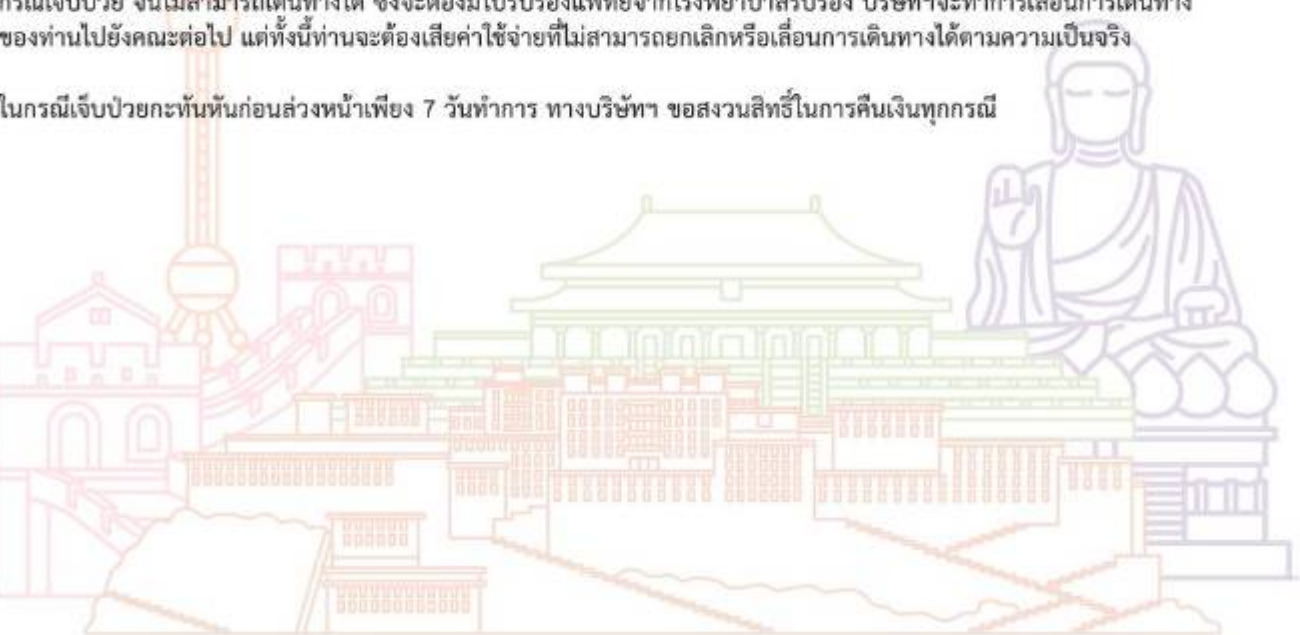 กรณีเจ็บป่วย จนไม่สามารถเดินทางได้ ซึ่งจะต้องมีใบรับรองแพทย์จากโรงพยาบาลรับรอง บริษัทฯจะทำการเลื่อนการเดินทาง
ของท่านไปยังคณะต่อไป แต่ทั้งนี้ท่านจะต้องเสียค่าใช้จ่ายที่ไม่สามารถยกเลิกหรือเลื่อนการเดินทางได้ตามความเป็นจริง
ในกรณีเจ็บป่วยกะทันหันก่อนล่วงหน้าเพียง 7 วันทำการ ทางบริษัทฯ ขอสงวนสิทธิ์ในการคืนเงินทุกกรณี